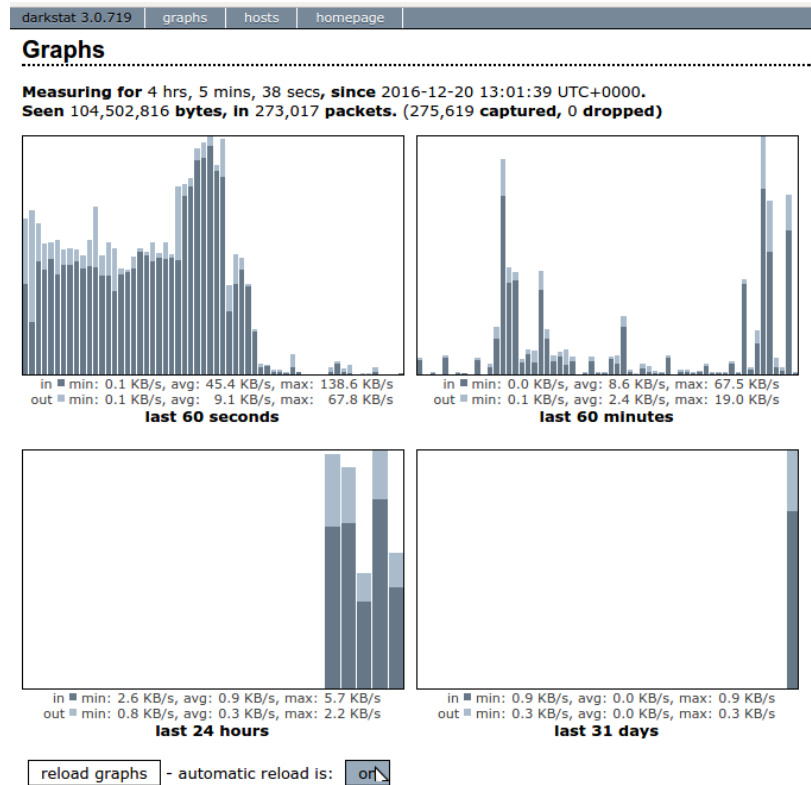 darkstat 3.0.719 graphs hosts homepage
Graphs
Measuring for 4 hrs, 5 mins, 38 secs, since 2016-12-20 13:01:39 UTC+0000.
Seen 104,502,816 bytes, in 273,017 packets. (275,619 captured, 0 dropped)
in min: 0.1 KB/s, avg: 45.4 KB/s, max: 138.6 KB/s
out min: 0.1 KB/s, avg: 9.1 KB/s, max: 67.8 KB/s
last 60 seconds
in min: 0.0 KB/s, avg: 8.6 KB/s, max: 67.5 KB/s
out min: 0.1 KB/s, avg: 2.4 KB/s, max: 19.0 KB/s
last 60 minutes
in min: 2.6 KB/s, avg: 0.9 KB/s, max: 5.7 KB/s
out min: 0.8 KB/s, avg: 0.3 KB/s, max: 2.2 KB/s
last 24 hours
in min: 0.9 KB/s, avg: 0.0 KB/s, max: 0.9 KB/s
out min: 0.3 KB/s, avg: 0.0 KB/s, max: 0.3 KB/s
last 31 days
reload graphs - automatic reload is: on